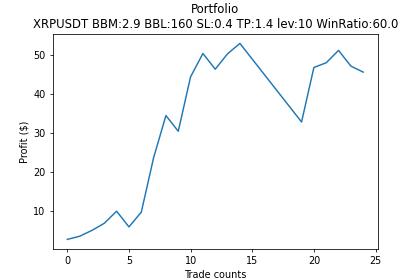 Portfolio
XRPUSDT BBM:2.9 BBL:160 SL:0.4 TP:1.4 lev:10 WinRatio:60.0
Profit ($)
50
40
30
20
10
0 5 10 15 20 25
Trade counts